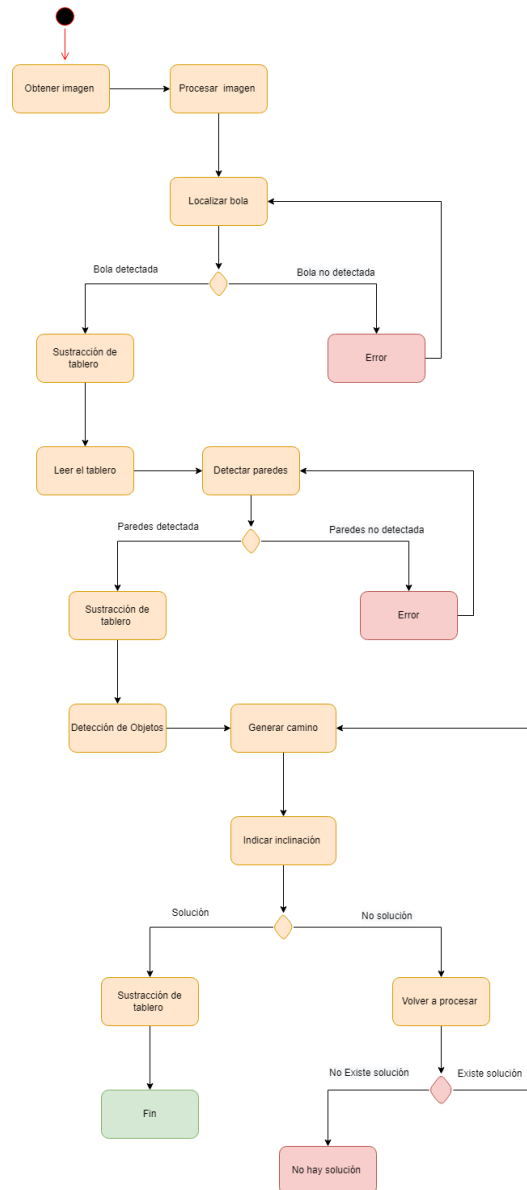 Obtener imagen
Procesar imagen
Localizar bola
Bola detectada
Bola no detectada
Sustracción de
tablero
Error
Leer el tablero
Detectar paredes
Paredes detectada
Paredes no detectada
Sustracción de
tablero
Error
Detección de Objetos
Generar camino
Indicar inclinación
Solución
No solución
Sustracción de
tablero
Volver a procesar
No Existe solución
Existe solución
Fin
No hay solución